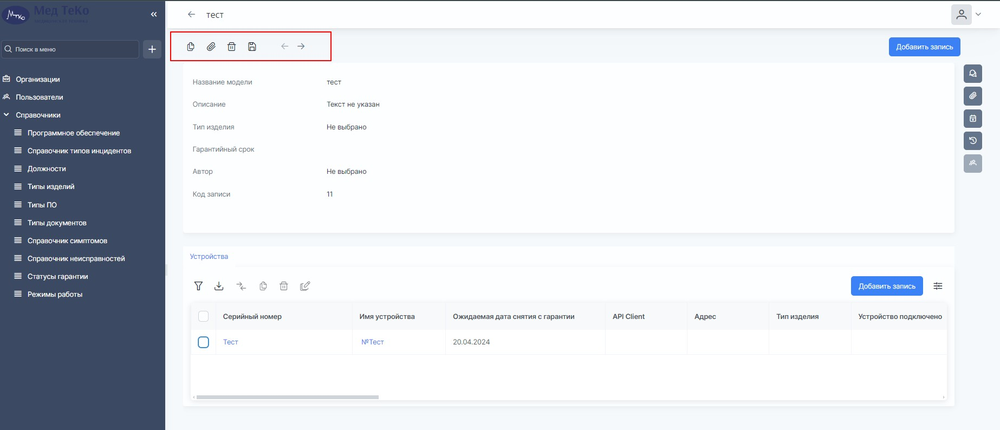 Мед ТеКо
тест
Поиск в меню
Добавить запись
Организации
Пользователи
Справочники
Программное обеспечение
Справочник типов инцидентов
Должности
Типы изделий
Типы ПО
Типы документов
Справочник симптомов
Справочник неисправностей
Статусы гарантии
Режимы работы
Название модели тест
Описание Текст не указан
Тип изделия Не выбрано
Гарантийный срок
Автор Не выбрано
Код записи 11
Устройства
Добавить запись
Серийный номер Имя устройства Ожидаемая дата снятия с гарантии API Client Адрес Тип изделия Устройство подключено
Тест №Тест 20.04.2024